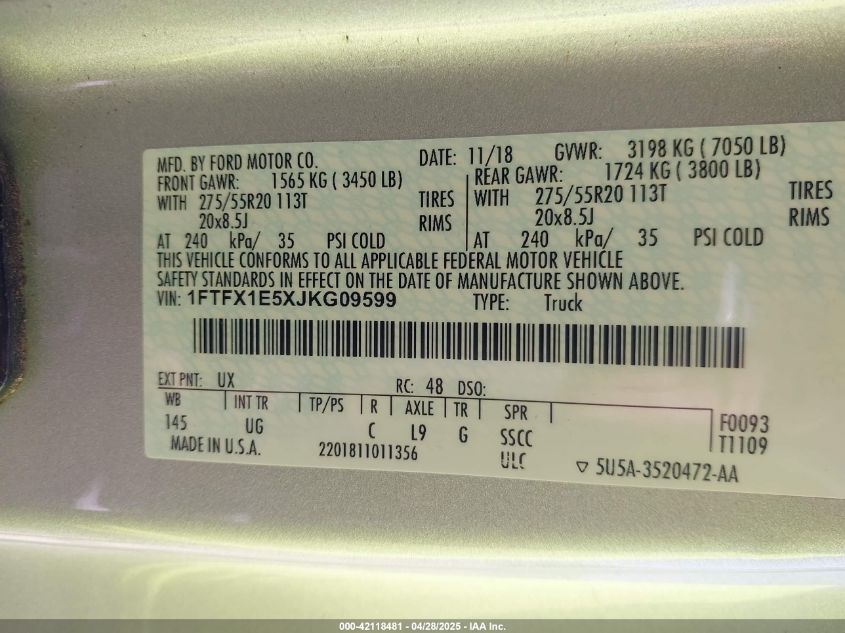 MFD. BY FORD MOTOR CO. DATE: 11/18 GVWR: 3198 KG ( 7050 LB)
FRONT GAWR: 1565 KG ( 3450 LB) REAR GAWR: 1724 KG ( 3800 LB)
WITH 275/55R20 113T TIRES WITH 275/55R20 113T TIRES
20x8.5J RIMS 20x8.5J RIMS
AT 240 kPa/ 35 PSI COLD AT 240 kPa/ 35 PSI COLD
THIS VEHICLE CONFORMS TO ALL APPLICABLE FEDERAL MOTOR VEHICLE
SAFETY STANDARDS IN EFFECT ON THE DATE OF MANUFACTURE SHOWN ABOVE.
VIN: 1FTFX1E5XJKG09599 TYPE: Truck
EXT PNT: UX RC: 48 DSO:
WB INT TR TP/PS R AXLE TR SPR F0093
145 UG C L9 G SSCC T1109
MADE IN U.S.A. 2201811011356 ULC 5U5A-3520472-AA
000-42118481 - 04/28/2025 - IAA Inc.